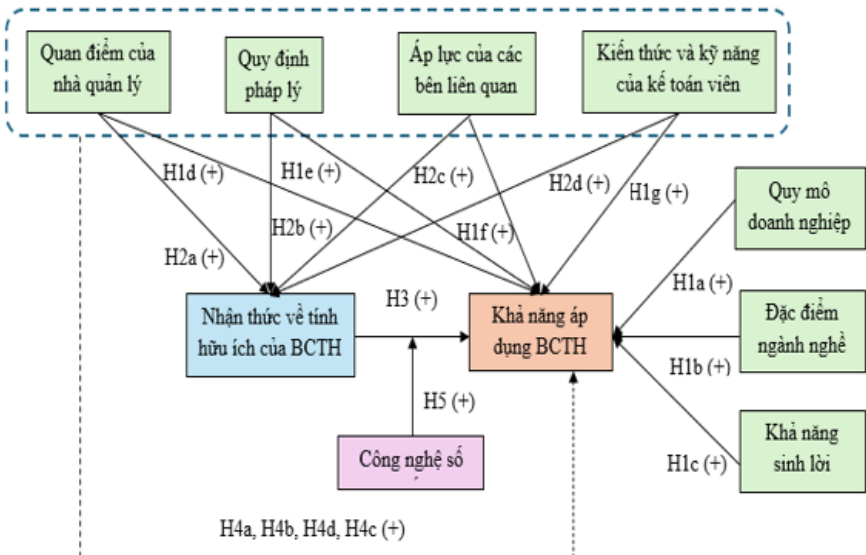 Quan điểm của
nhà quản lý
Quy định
pháp lý
Áp lực của các
bên liên quan
Kiến thức và kỹ năng
của kế toán viên
H1d (+)
H1e (+)
H2c (+)
H2d (+)
H1g (+)
H2a (+)
H2b (+)
H1f (+)
Quy mô
doanh nghiệp
H1a (+)
Nhận thức về tính
hữu ích của BCTH
H3 (+)
Khả năng áp
dụng BCTH
Đặc điểm
ngành nghề
H1b (+)
H5 (+)
Công nghệ số
Khả năng
sinh lời
H1c (+)
H4a, H4b, H4d, H4c (+)